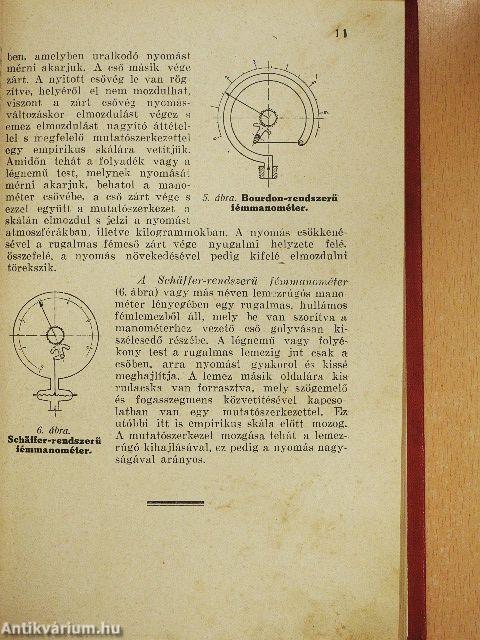 11
ben, amelyben uralkodó nyomást
mérni akarjuk. A cső másik vége
zárt. A nyitott csővég le van rög-
zítve, helyéről el nem mozdulhat,
viszont a zárt csővég nyomás-
változáskor elmozdulást végez s
emez elmozdulást nagyító áttétel-
lel s megfelelő mutatószerkezettel
egy empirikus skálára vetítjük.
Amidőn tehát a folyadék vagy a
légnemű test, melynek nyomását
mérni akarjuk, behatol a mano-
méter csövébe, a cső zárt vége s
ezzel együtt a mutatószerkezet a
skálán elmozdul s jelzi a nyomást
atmoszférákban, illetve kilogrammokban. A nyomás csökkené-
sével a rugalmas fémcső zárt vége nyugalmi helyzete felé,
összefelé, a nyomás növekedésével pedig kifelé elmozdulni
törekszik.
5. ábra. Bourdon-rendszerű
fémmanométer.
A Schäffer-rendszerű fémmanométer
(6. ábra) vagy más néven lemezrúgós mano-
méter lényegében egy rugalmas, hullámos
fémlemezből áll, mely be van szorítva a
manométerhez vezető cső golyvásan ki-
szélesedő részébe. A légnemű vagy folyé-
kony test a rugalmas lemezig jut csak a
csőben, arra nyomást gyakorol és kissé
meghajlítja. A lemez másik oldalára kis
rudacska van forrasztva, mely szögemelő
és fogasszegmens közvetítésével kapcso-
latban van egy mutatószerkezettel. Ez
utóbbi itt is empirikus skála előtt mozog.
A mutatószerkezet mozgása tehát a lemez-
rúgó kihajlásával, ez pedig a nyomás nagy-
ságával arányos.
6. ábra.
Schäffer-rendszerű
fémmanométer.
Antikvárium.hu